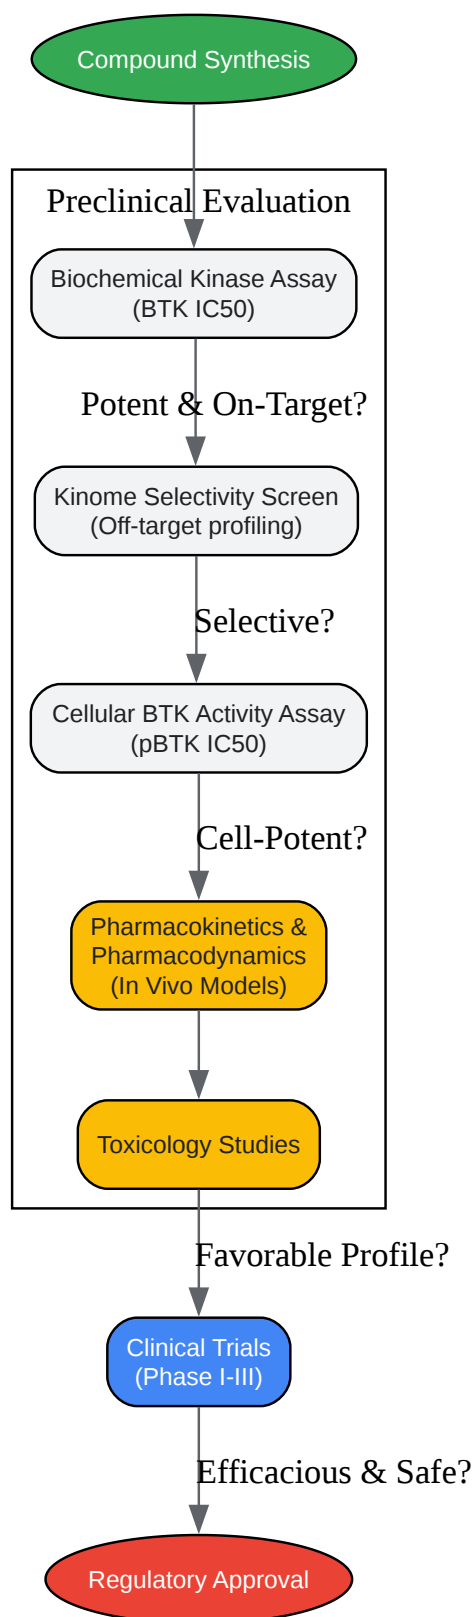 Compound Synthesis
Preclinical Evaluation
Biochemical Kinase Assay
(BTK IC50)
Potent & On-Target?
Kinome Selectivity Screen
(Off-target profiling)
Selective?
Cellular BTK Activity Assay
(pBTK IC50)
Cell-Potent?
Pharmacokinetics &
Pharmacodynamics
(In Vivo Models)
Toxicology Studies
Favorable Profile?
Clinical Trials
(Phase I-III)
Efficacious & Safe?
Regulatory Approval